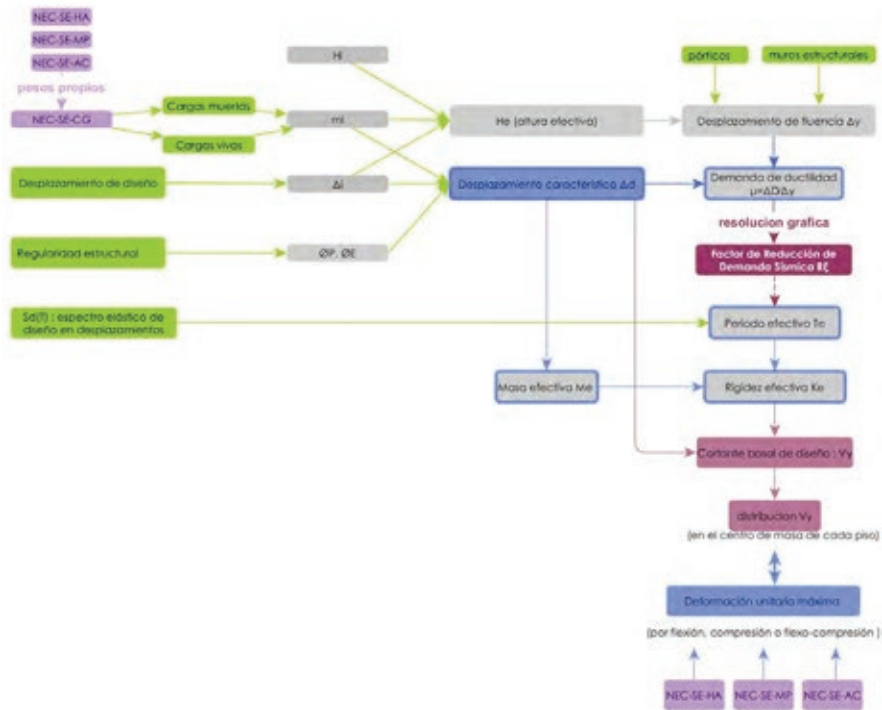 NEC-SE-HA
NEC-SE-MP
NEC-SE-AC
pesos propios
NEC-SE-CG
Cargas muertas
Cargas vivas
Hi
mi
Δi
ØP, ØE
Desplazamiento de diseño
Regularidad estructural
Sd(T) : espectro elástico de
diseño en desplazamientos
He (altura efectiva)
Desplazamiento característico Δd
Masa efectiva Me
pórticos
muros estructurales
Desplazamiento de fluencia Δy
Demanda de ductilidad
μ=ΔD/Δy
resolucion grafica
Factor de Reducción de
Demanda Sísmica Rξ
Periodo efectivo Te
Rigidez efectiva Ke
Cortante basal de diseño : Vy
distribucion Vy
(en el centro de masa de cada piso)
Deformación unitaria máxima
(por flexión, compresión o flexo-compresión )
NEC-SE-HA
NEC-SE-MP
NEC-SE-AC